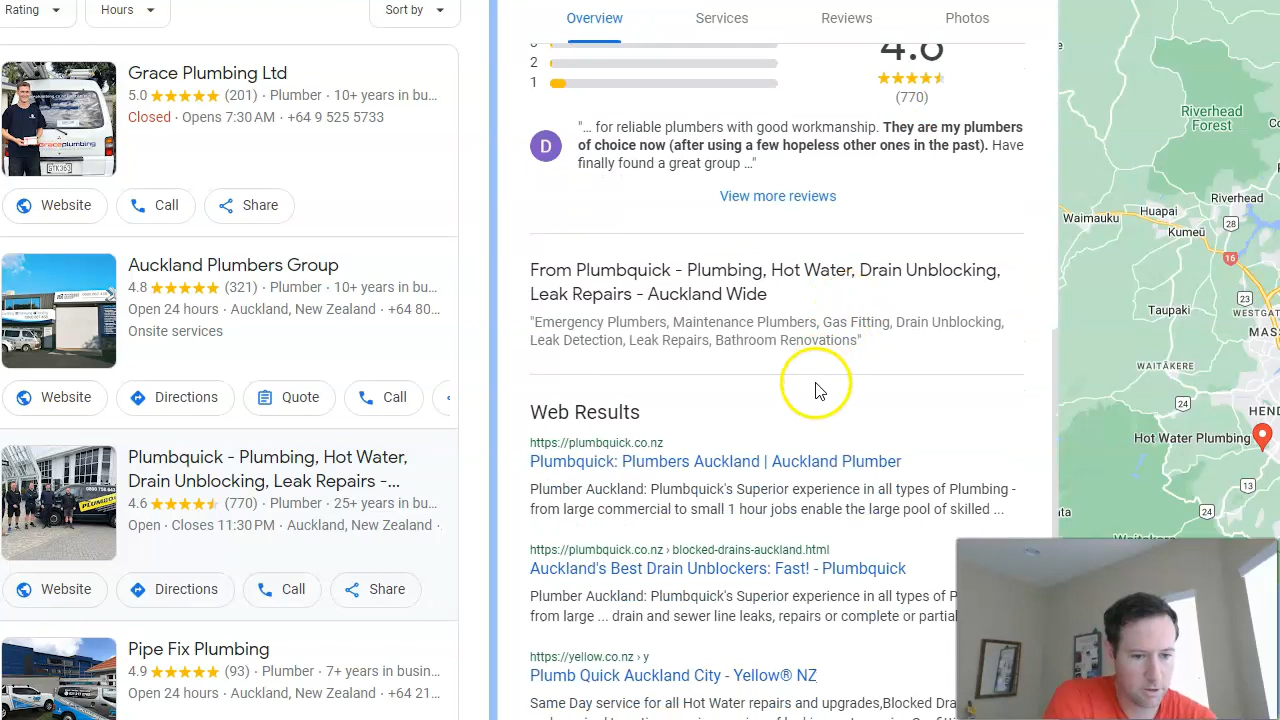 Rating
Hours
Sort by
Grace Plumbing Ltd
5.0 ★★★★★ (201) · Plumber · 10+ years in bu...
Closed · Opens 7:30 AM · +64 9 525 5733
Website
Call
Share
Auckland Plumbers Group
4.8 ★★★★★ (321) · Plumber · 10+ years in bu...
Open 24 hours · Auckland, New Zealand · +64 80...
Onsite services
Website
Directions
Quote
Call
Plumbquick - Plumbing, Hot Water,
Drain Unblocking, Leak Repairs -...
4.6 (770) · Plumber · 25+ years in bu...
Open · Closes 11:30 PM · Auckland, New Zealand ·
Website
Directions
Call
Share
Pipe Fix Plumbing
4.9 ★★★★★ (93) · Plumber · 7+ years in busin...
Open 24 hours · Auckland, New Zealand · +64 21...
Overview
Services
Reviews
Photos
2
1
4.6
(770)
D
"... for reliable plumbers with good workmanship. They are my plumbers
of choice now (after using a few hopeless other ones in the past). Have
finally found a great group ..."
View more reviews
From Plumbquick - Plumbing, Hot Water, Drain Unblocking,
Leak Repairs - Auckland Wide
"Emergency Plumbers, Maintenance Plumbers, Gas Fitting, Drain Unblocking,
Leak Detection, Leak Repairs, Bathroom Renovations"
Web Results
https://plumbquick.co.nz
Plumbquick: Plumbers Auckland | Auckland Plumber
Plumber Auckland: Plumbquick's Superior experience in all types of Plumbing -
from large commercial to small 1 hour jobs enable the large pool of skilled ...
https://plumbquick.co.nz › blocked-drains-auckland.html
Auckland's Best Drain Unblockers: Fast! - Plumbquick
Plumber Auckland: Plumbquick's Superior experience in all types of P
from large ... drain and sewer line leaks, repairs or complete or partial
https://yellow.co.nz › y
Plumb Quick Auckland City - Yellow® NZ
Same Day service for all Hot Water repairs and upgrades,Blocked Dra
Riverhead
Forest
Riverhead
Waimauku
Huapai
Kumeū
28
16
Taupaki
23
WESTGA
MAS
WAITĀKERE
24
HEND
Hot Water Plumbing
13
24